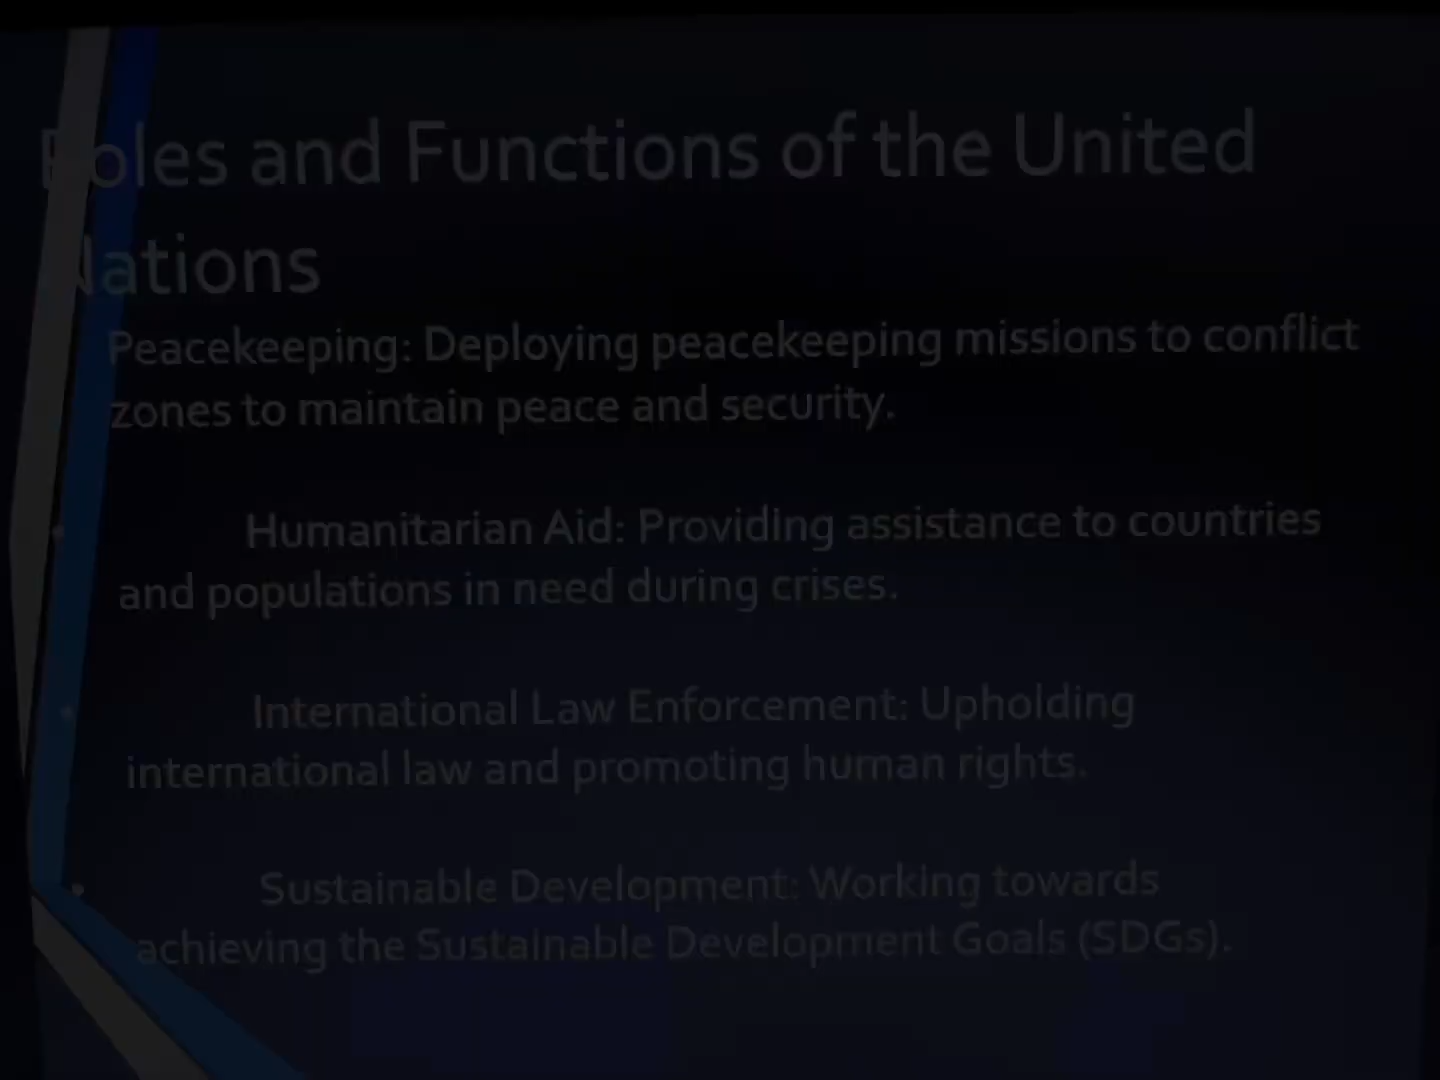 Roles and Functions of the United
Nations
Peacekeeping: Deploying peacekeeping missions to conflict
zones to maintain peace and security.
Humanitarian Aid: Providing assistance to countries
and populations in need during crises.
International Law Enforcement: Upholding
international law and promoting human rights.
Sustainable Development: Working towards
achieving the Sustainable Development Goals (SDGs).